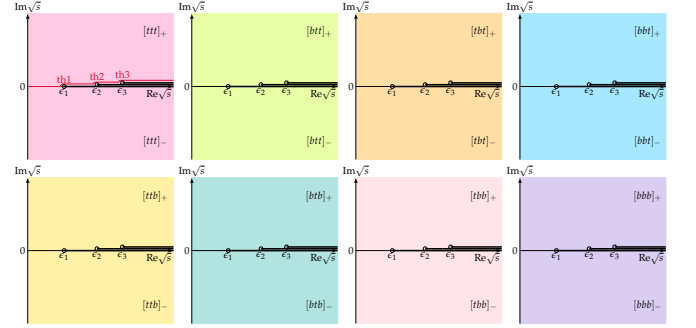 Im√s Im√s Im√s Im√s
[ttt]₊ [btt]₊ [tbt]₊ [bbt]₊
th1 th2 th3
0 0 0 0
ϵ₁ ϵ₂ ϵ₃ Re√s ϵ₁ ϵ₂ ϵ₃ Re√s ϵ₁ ϵ₂ ϵ₃ Re√s ϵ₁ ϵ₂ ϵ₃ Re√s
[ttt]₋ [btt]₋ [tbt]₋ [bbt]₋
Im√s Im√s Im√s Im√s
[ttb]₊ [btb]₊ [tbb]₊ [bbb]₊
0 0 0 0
ϵ₁ ϵ₂ ϵ₃ Re√s ϵ₁ ϵ₂ ϵ₃ Re√s ϵ₁ ϵ₂ ϵ₃ Re√s ϵ₁ ϵ₂ ϵ₃ Re√s
[ttb]₋ [btb]₋ [tbb]₋ [bbb]₋